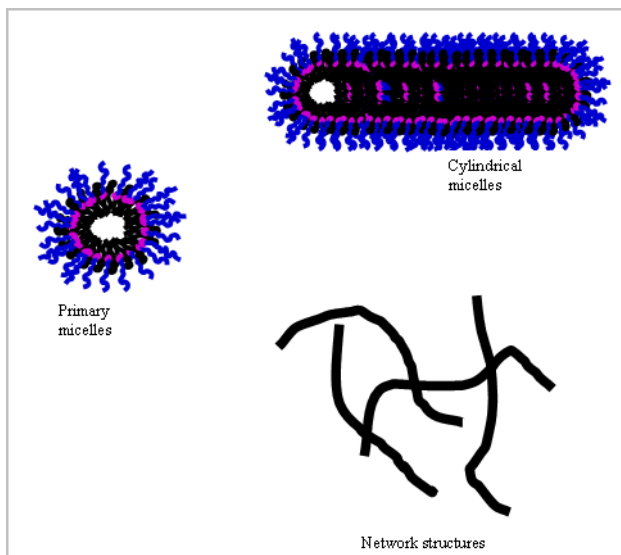 Cylindrical
micelles
Primary
micelles
Network structures